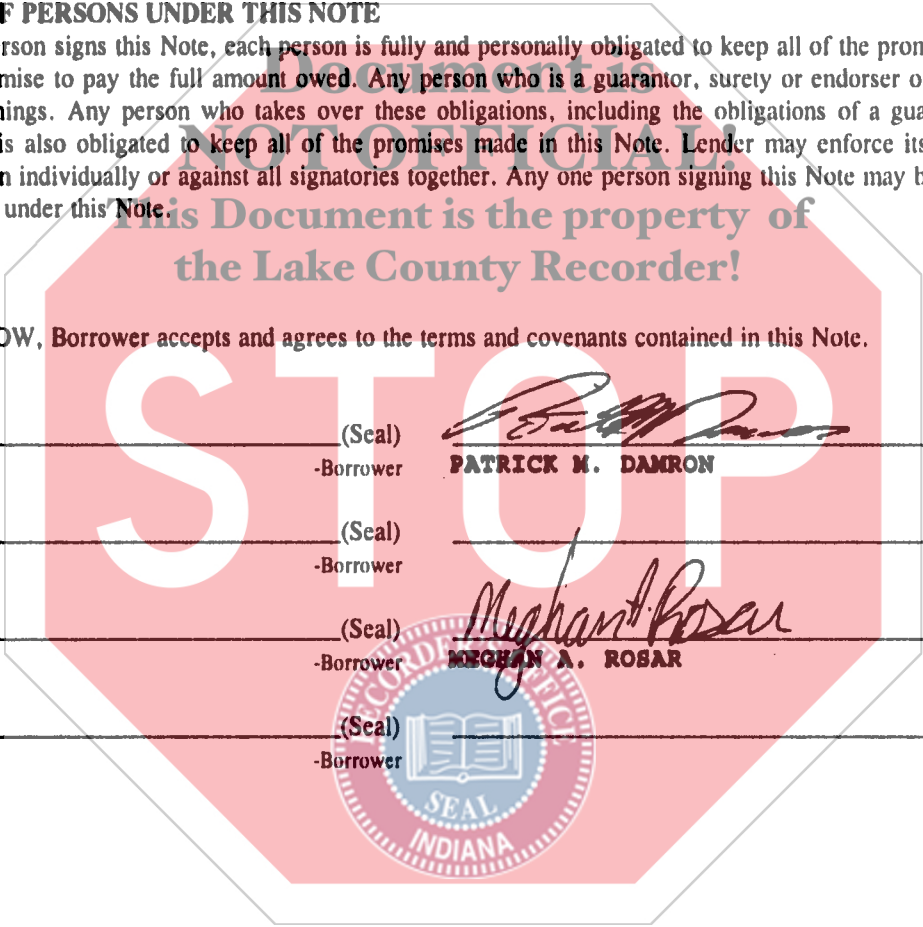 F PERSONS UNDER THIS NOTE
rson signs this Note, each person is fully and personally obligated to keep all of the prom
mise to pay the full amount owed. Any person who is a guarantor, surety or endorser o
nings. Any person who takes over these obligations, including the obligations of a gua
is also obligated to keep all of the promises made in this Note. Lender may enforce its
n individually or against all signatories together. Any one person signing this Note may b
under this Note.
Document is
NOT OFFICIAL!
This Document is the property of
the Lake County Recorder!
OW, Borrower accepts and agrees to the terms and covenants contained in this Note.
STOP
(Seal)
-Borrower
PATRICK M. DAMRON
(Seal)
-Borrower
Meghan A. Rosar
(Seal)
-Borrower
MEGHAN A. ROSAR
(Seal)
-Borrower
RECORDER'S OFFICE
SEAL
INDIANA